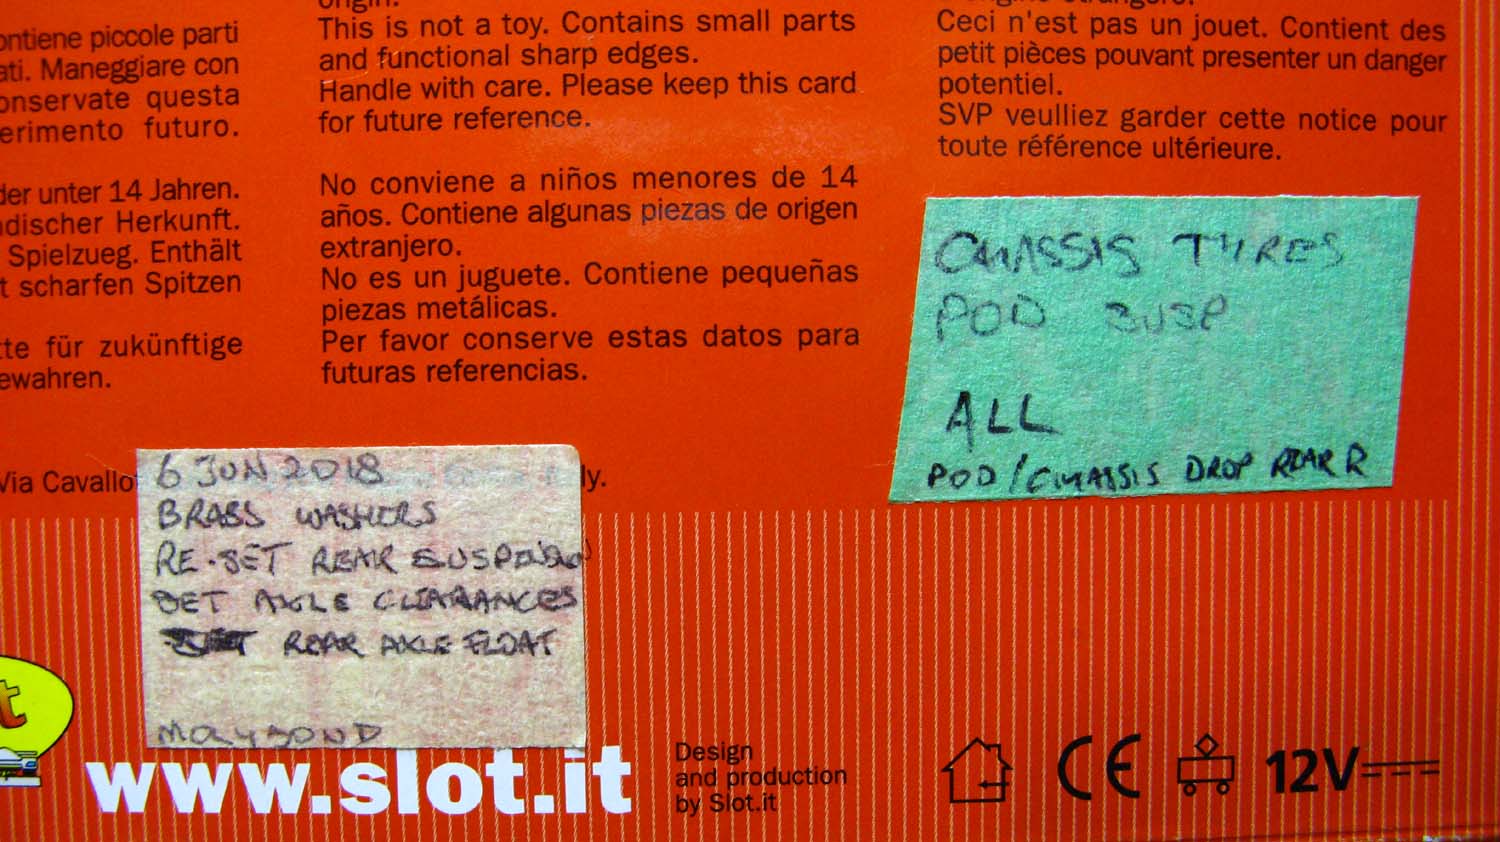 ontiene piccole parti
ati. Maneggiare con
onservate questa
erimento futuro.
der unter 14 Jahren.
ndischer Herkunft.
Spielzueg. Enthält
t scharfen Spitzen
te für zukünftige
ewahren.
origin.
This is not a toy. Contains small parts
and functional sharp edges.
Handle with care. Please keep this card
for future reference.
No conviene a niños menores de 14
años. Contiene algunas piezas de origen
extranjero.
No es un juguete. Contiene pequeñas
piezas metálicas.
Per favor conserve estas datos para
futuras referencias.
Ceci n'est pas un jouet. Contient des
petit pièces pouvant presenter un danger
potentiel.
SVP veulliez garder cette notice pour
toute référence ultérieure.
CHASSIS TIRES
POD SUSP
ALL
POD/CHASSIS DROP REAR R
Via Cavallo
ly.
6 JUN 2018
BRASS WASHERS
RE-SET REAR SUSPENSION
SET AXLE CLEARANCES
SET REAR AXLE FLOAT
t
www.slot.it
Design
and production
by Slot.it
CE
12V